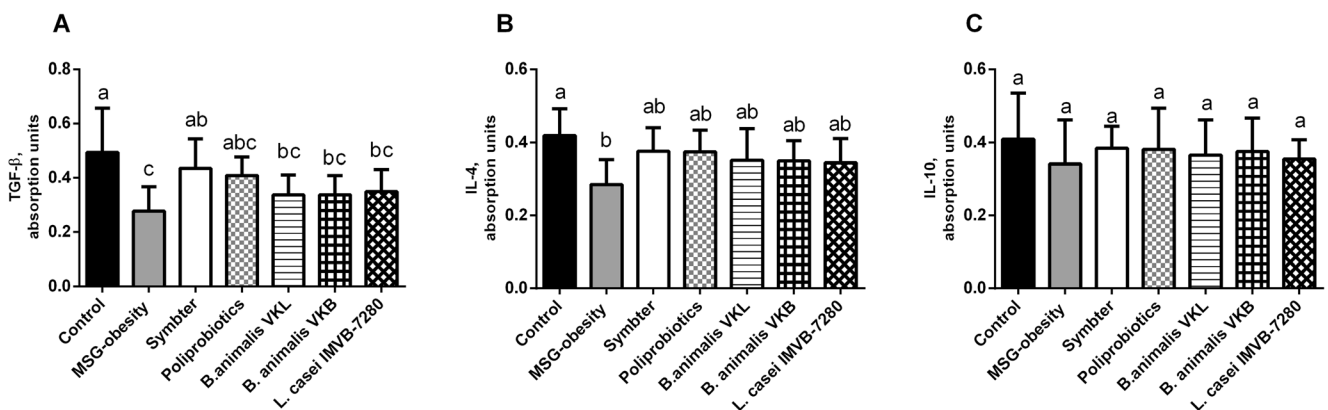 A
TGF-β,
absorption units
0.8
0.6
0.4
0.2
0.0
a
c
ab
abc
bc
bc
bc
Control
MSG-obesity
Symbter
Poliprobiotics
B.animalis VKL
B. animalis VKB
L. casei IMVB-7280
B
IL-4,
absorption units
0.6
0.4
0.2
0.0
a
b
ab
ab
ab
ab
ab
Control
MSG-obesity
Symbter
Poliprobiotics
B.animalis VKL
B. animalis VKB
L. casei IMVB-7280
C
IL-10,
absorption units
0.6
0.4
0.2
0.0
a
a
a
a
a
a
a
Control
MSG-obesity
Symbter
Poliprobiotics
B.animalis VKL
B. animalis VKB
L. casei IMVB-7280